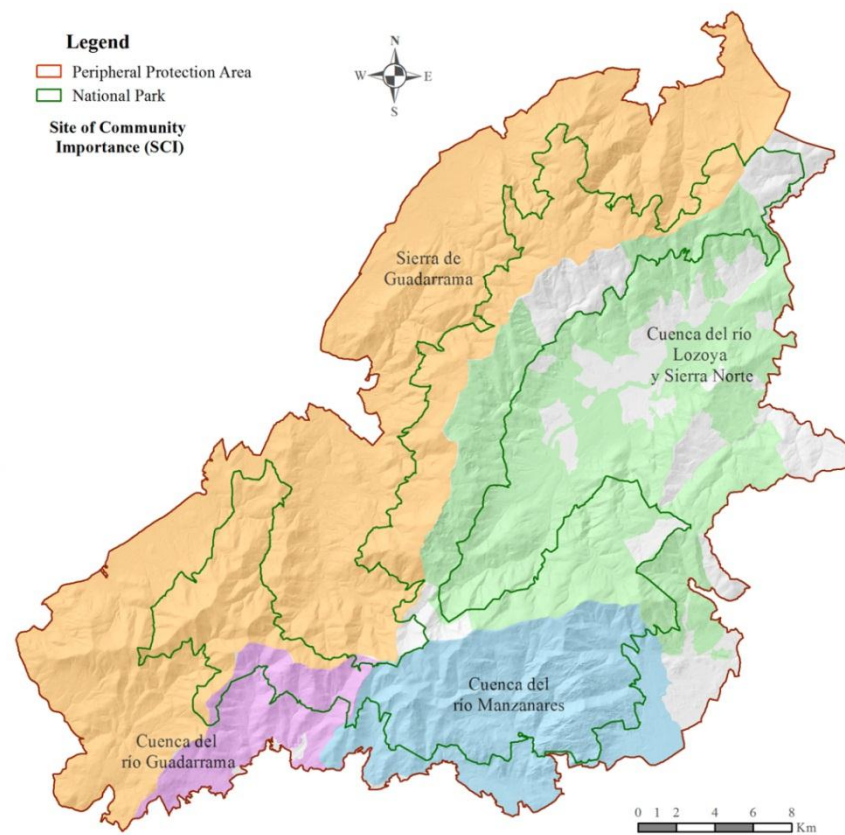 Legend
Peripheral Protection Area
National Park
Site of Community
Importance (SCI)
N
W
E
S
Sierra de
Guadarrama
Cuenca del río
Lozoya
y Sierra Norte
Cuenca del
río Manzanares
Cuenca del
río Guadarrama
0 1 2 4 6 8
Km